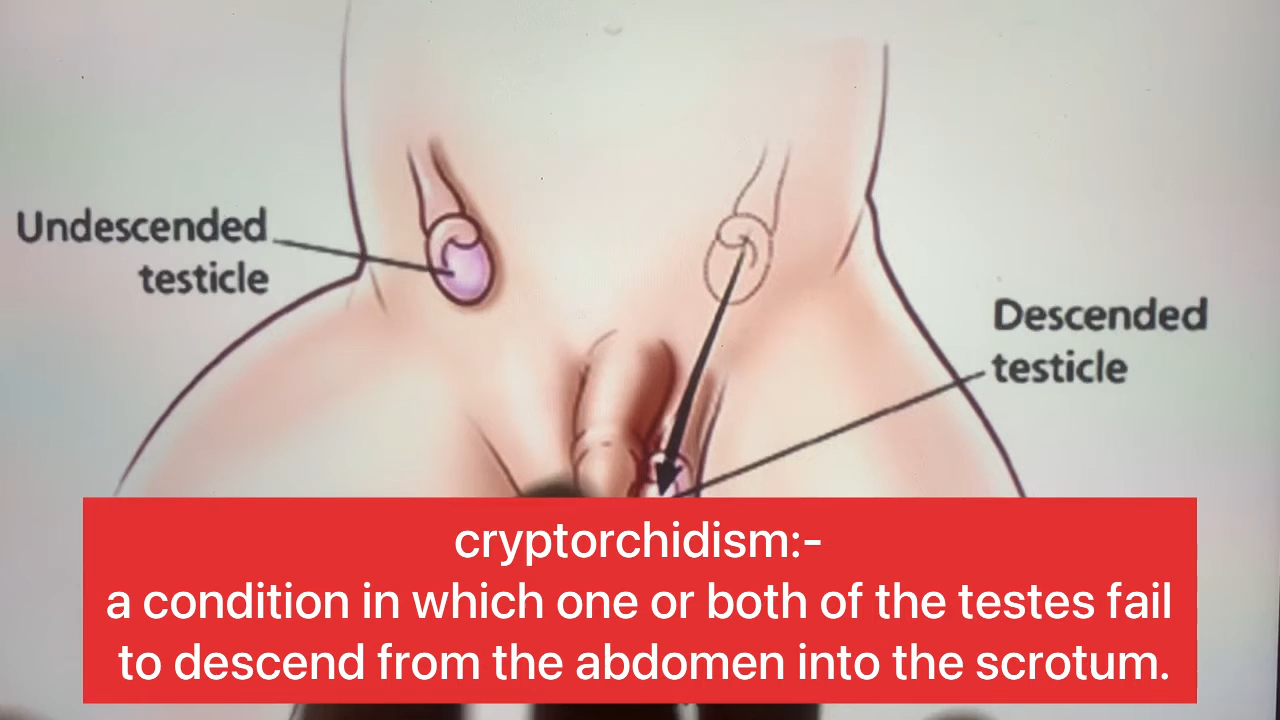 Undescended
testicle
Descended
testicle
cryptorchidism:-
a condition in which one or both of the testes fail
to descend from the abdomen into the scrotum.